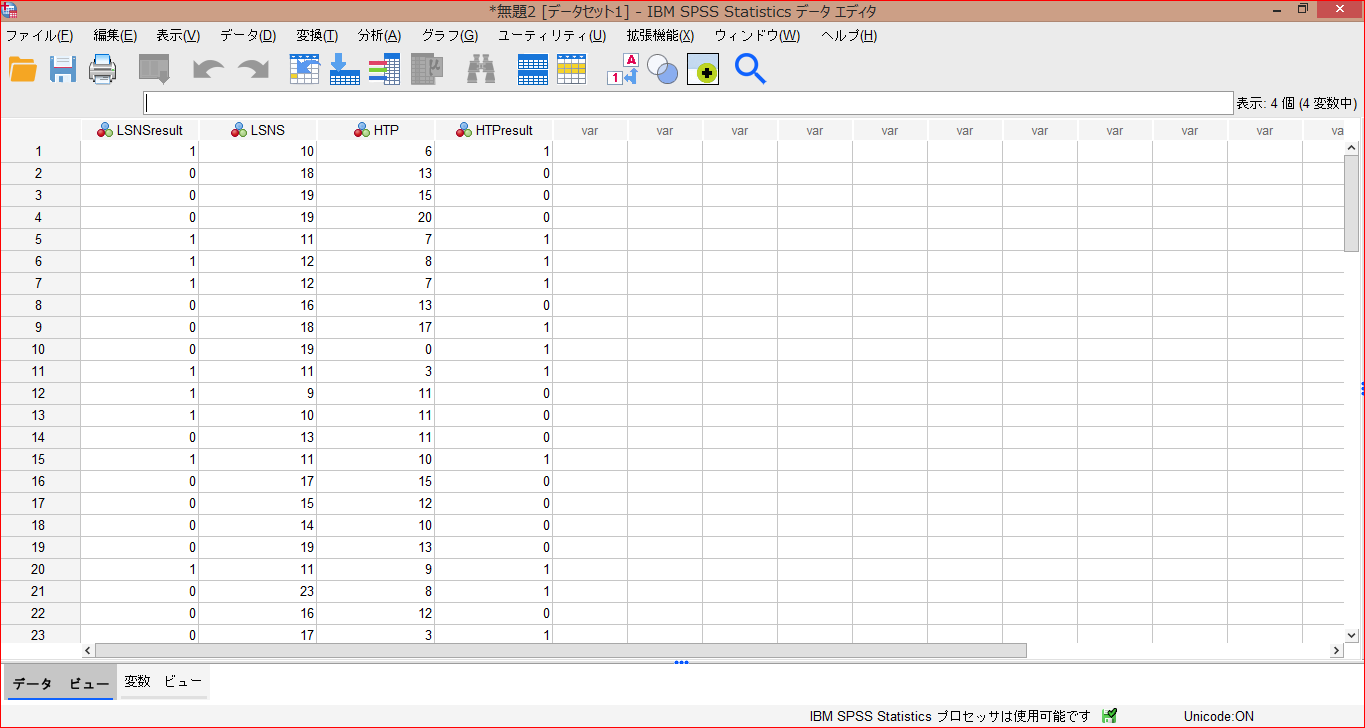 *無題2 [データセット1] - IBM SPSS Statistics データ エディタ
ファイル(F) 編集(E) 表示(V) データ(D) 変換(T) 分析(A) グラフ(G) ユーティリティ(U) 拡張機能(X) ウィンドウ(W) ヘルプ(H)
表示: 4 個 (4 変数中)
LSNSresult LSNS HTP HTPresult var var var var var var var var var var va
1 1 10 6 1
2 0 18 13 0
3 0 19 15 0
4 0 19 20 0
5 1 11 7 1
6 1 12 8 1
7 1 12 7 1
8 0 16 13 0
9 0 18 17 1
10 0 19 0 1
11 1 11 3 1
12 1 9 11 0
13 1 10 11 0
14 0 13 11 0
15 1 11 10 1
16 0 17 15 0
17 0 15 12 0
18 0 14 10 0
19 0 19 13 0
20 1 11 9 1
21 0 23 8 1
22 0 16 12 0
23 0 17 3 1
データ ビュー 変数 ビュー
IBM SPSS Statistics プロセッサは使用可能です Unicode:ON